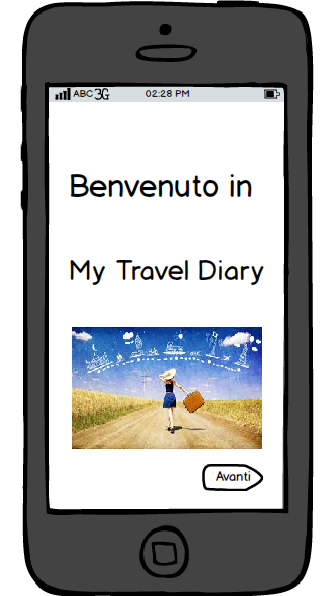 ABC 3G 02:28 PM
Benvenuto in
My Travel Diary
Avanti